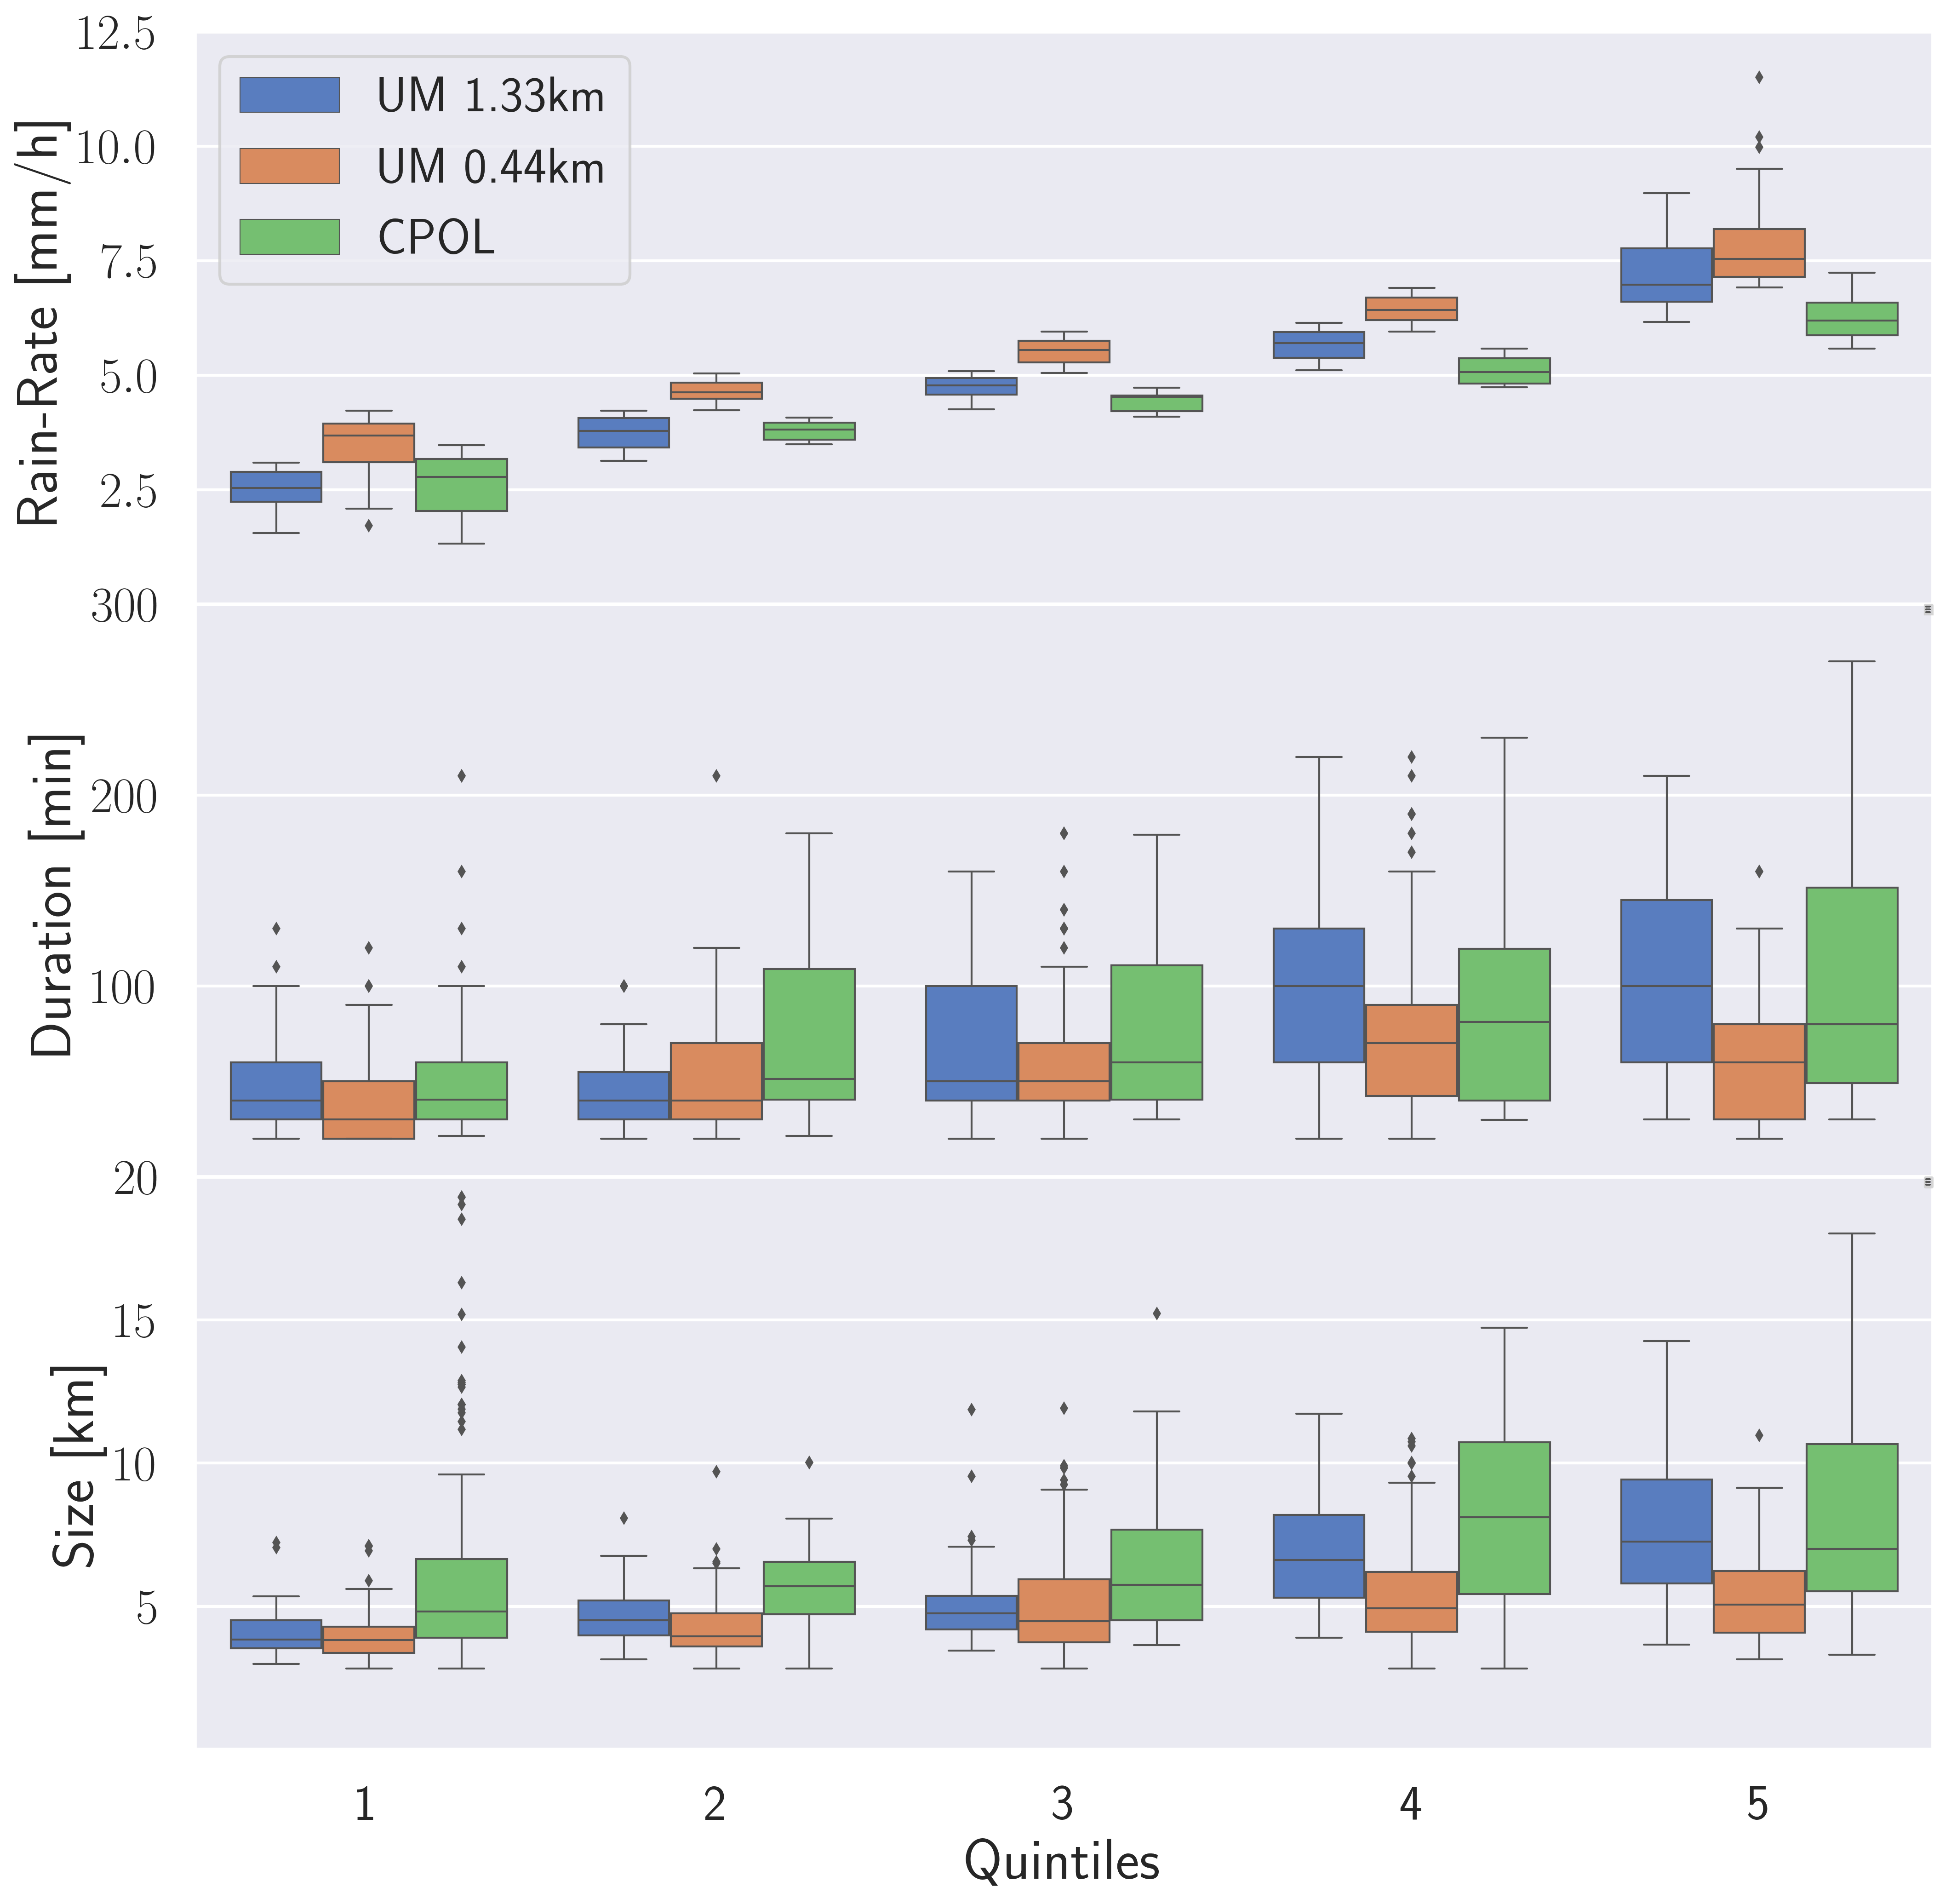 12.5
10.0
7.5
5.0
2.5
Rain-Rate [mm/h]
UM 1.33km
UM 0.44km
CPOL
300
200
100
Duration [min]
20
15
10
5
Size [km]
1 2 3 4 5
Quintiles